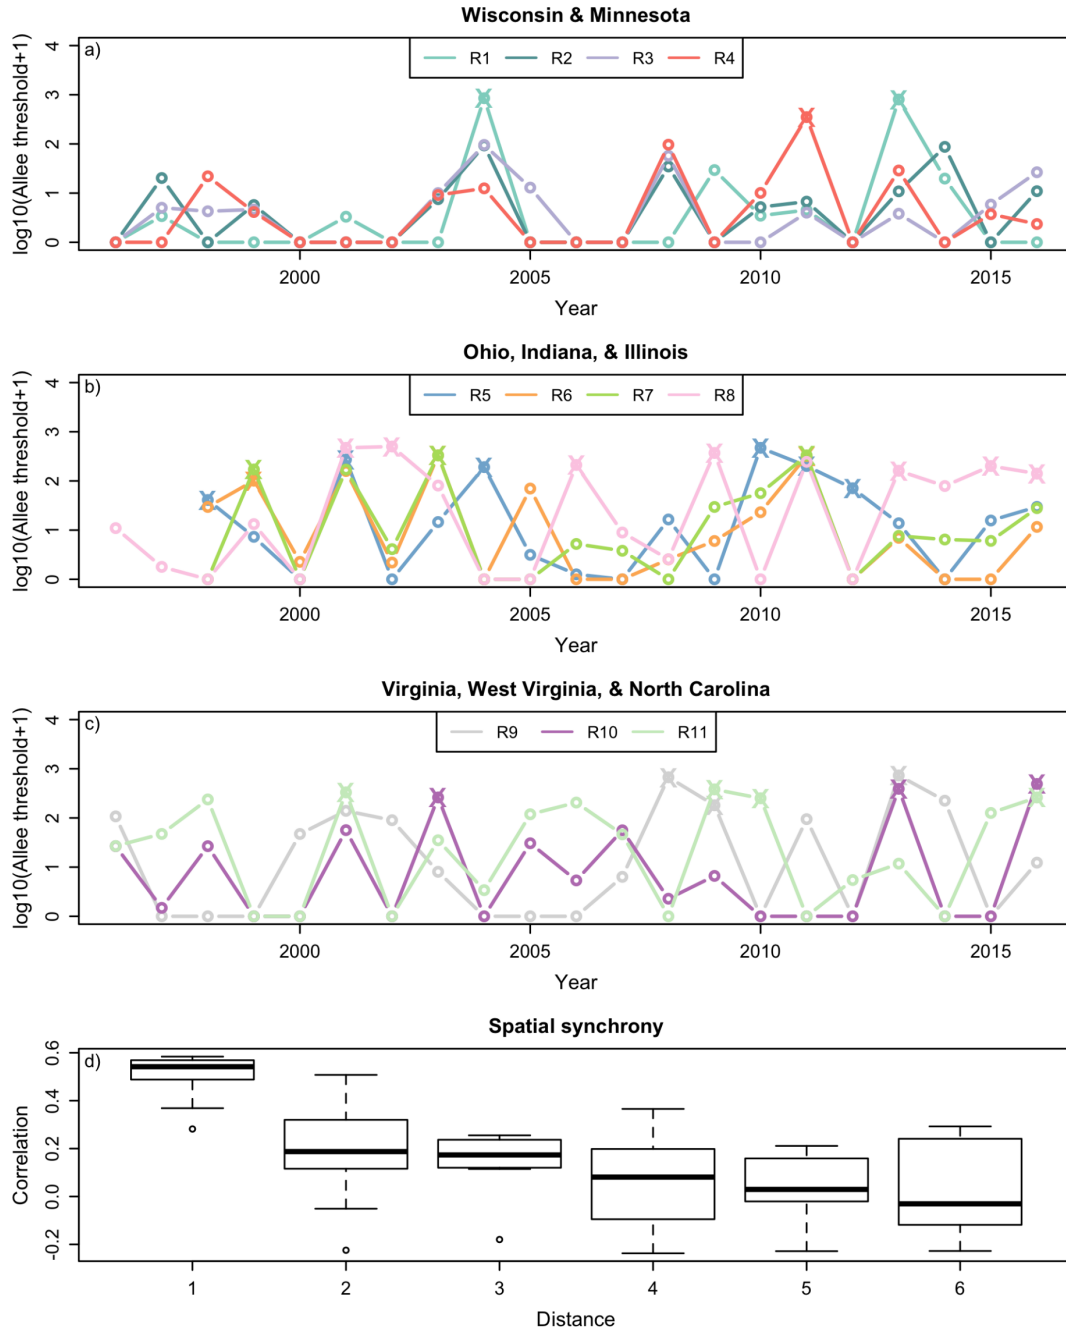 Wisconsin & Minnesota
a)
R1 R2 R3 R4
log10(Allee threshold+1)
0 1 2 3 4
2000 2005 2010 2015
Year
Ohio, Indiana, & Illinois
b)
R5 R6 R7 R8
log10(Allee threshold+1)
0 1 2 3 4
2000 2005 2010 2015
Year
Virginia, West Virginia, & North Carolina
c)
R9 R10 R11
log10(Allee threshold+1)
0 1 2 3 4
2000 2005 2010 2015
Year
Spatial synchrony
d)
Correlation
-0.2 0.0 0.2 0.4 0.6
1 2 3 4 5 6
Distance